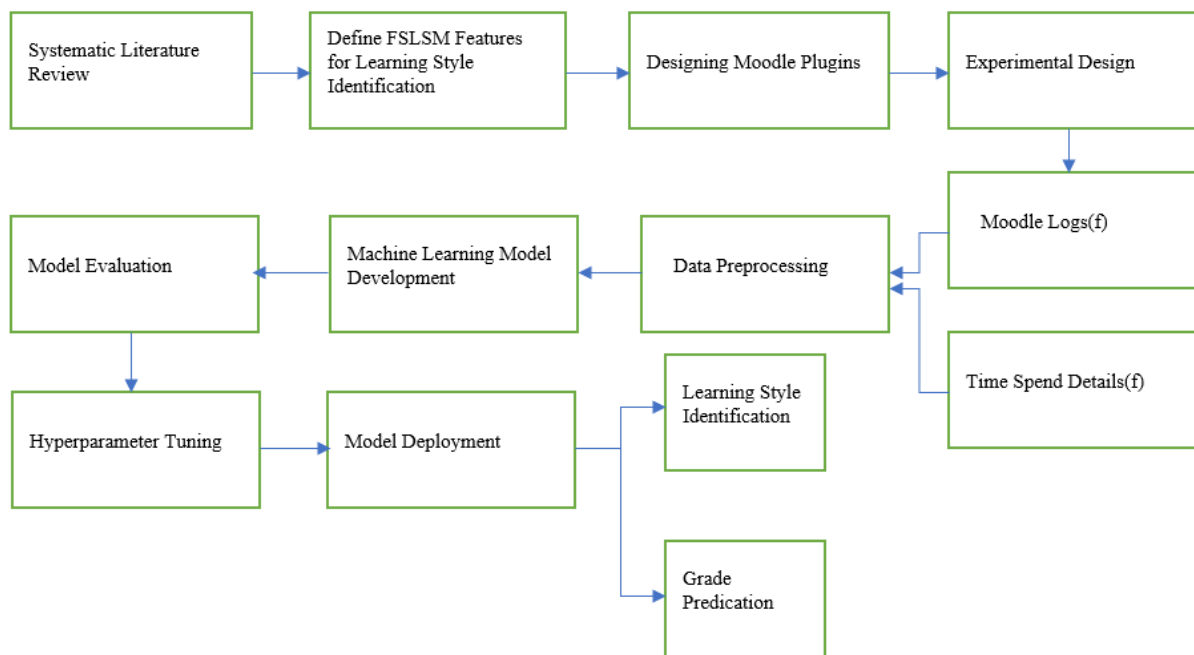 Systematic Literature
Review
Define FSLSM Features
for Learning Style
Identification
Designing Moodle Plugins
Experimental Design
Moodle Logs(f)
Data Preprocessing
Machine Learning Model
Development
Model Evaluation
Time Spend Details(f)
Hyperparameter Tuning
Model Deployment
Learning Style
Identification
Grade
Predication